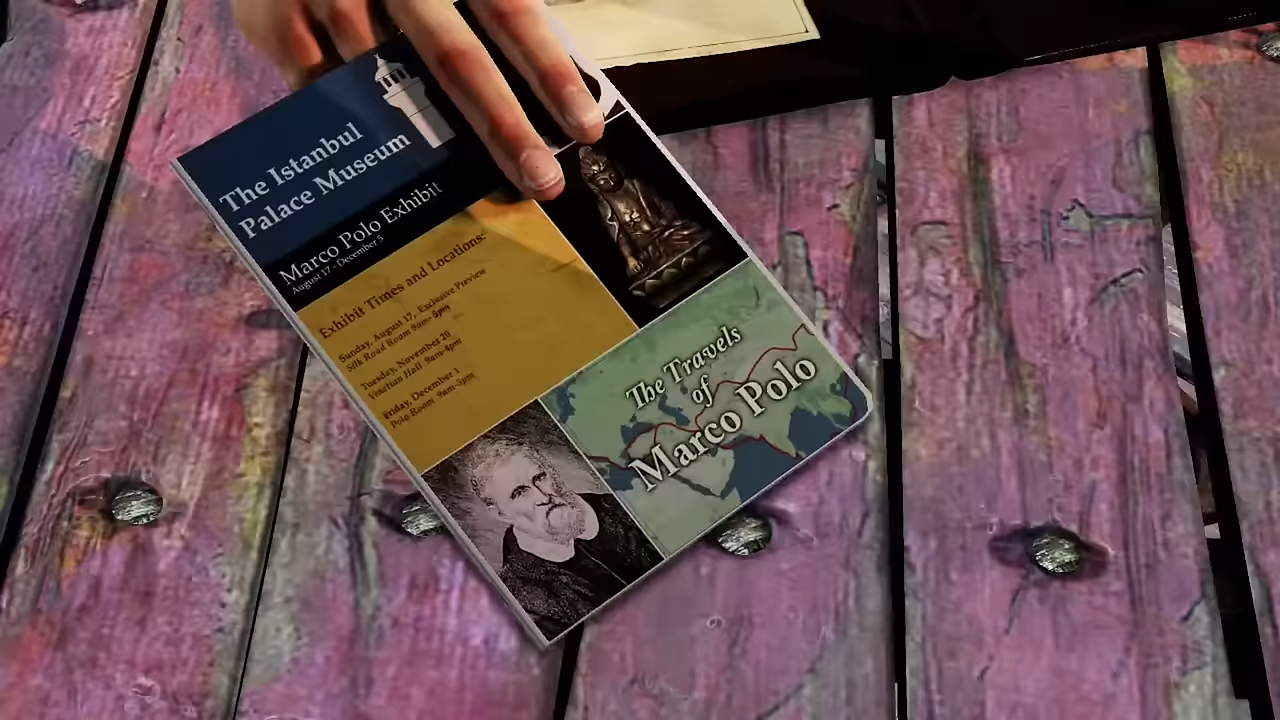 The Istanbul
Palace Museum
Marco Polo Exhibit
August 17 - December 5
Exhibit Times and Locations:
Sunday, August 17- Exclusive Preview
Silk Road Room 9am- 6pm
Tuesday, November 20
Venetian Hall 9am-4pm
Friday, December 1
Polo Room 9am-5pm
The Travels
of
Marco Polo